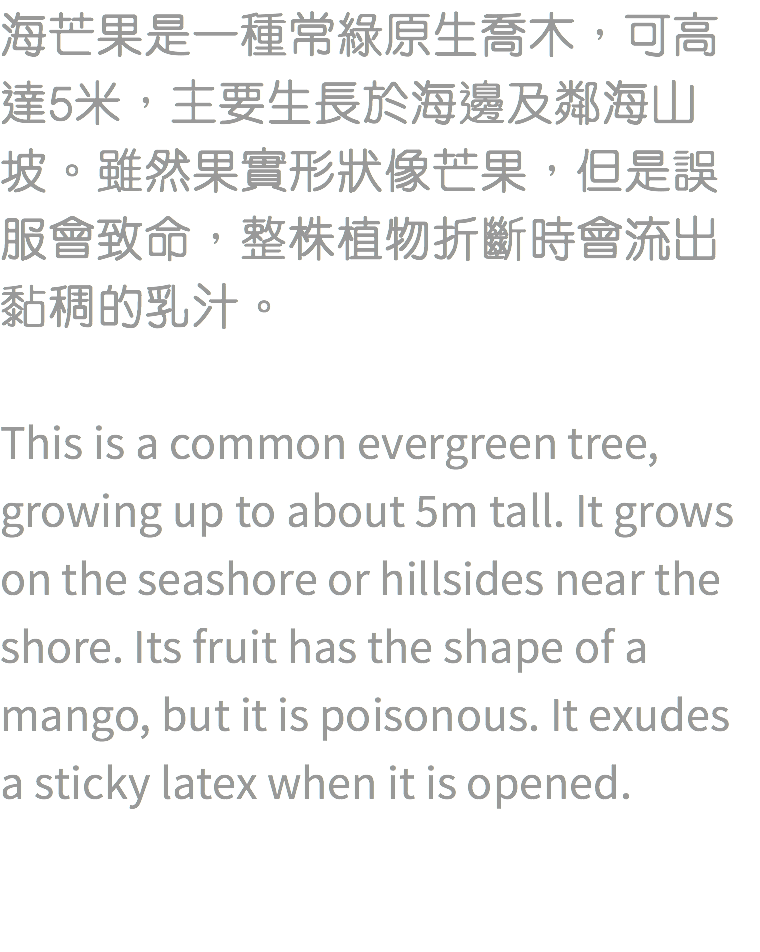 海芒果是一種常綠原生喬木，可高
達5米，主要生長於海邊及鄰海山
坡。雖然果實形狀像芒果，但是誤
服會致命，整株植物折斷時會流出
黏稠的乳汁。
This is a common evergreen tree,
growing up to about 5m tall. It grows
on the seashore or hillsides near the
shore. Its fruit has the shape of a
mango, but it is poisonous. It exudes
a sticky latex when it is opened.